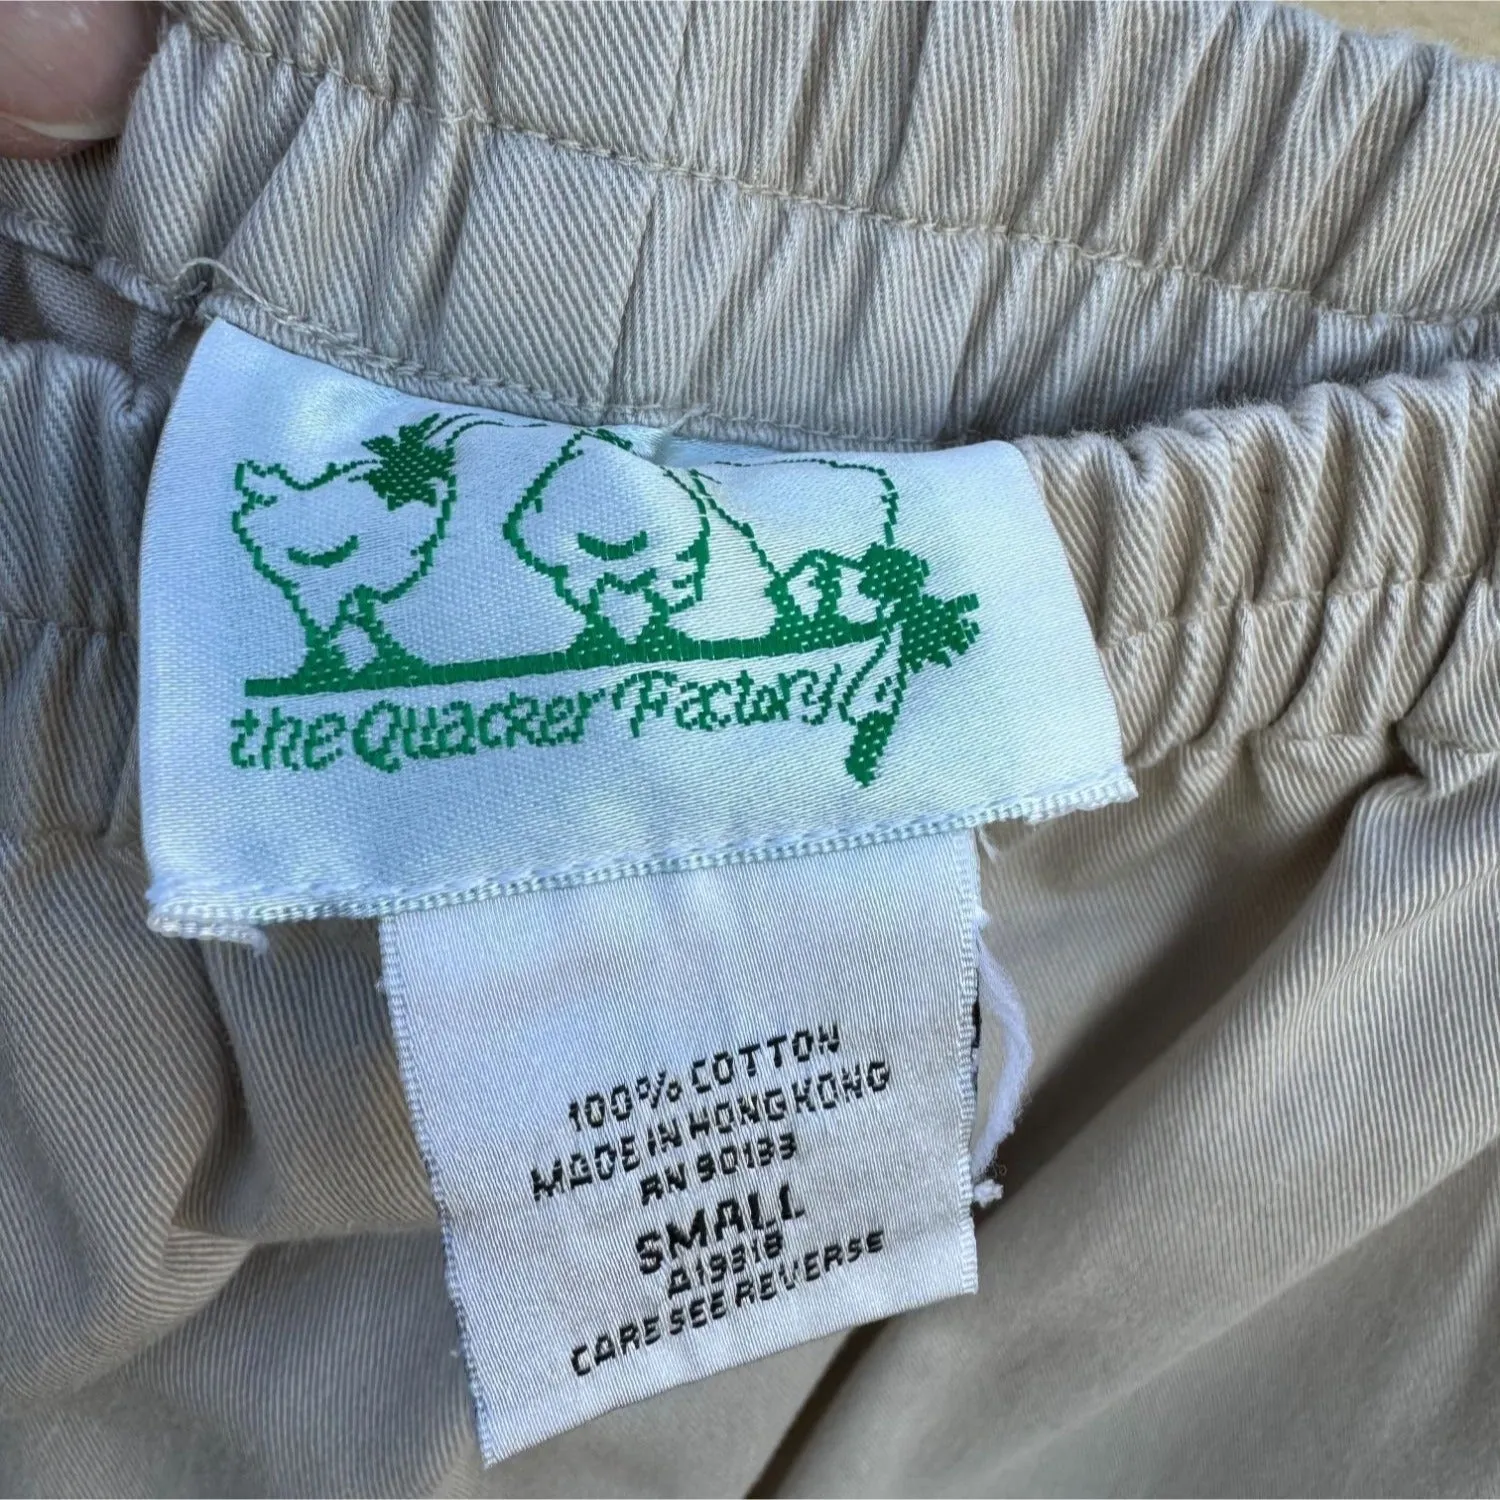 the Quacker Factory
100% COTTON
MADE IN HONG KONG
RN 90133
SMALL
A19318
CARE SEE REVERSE